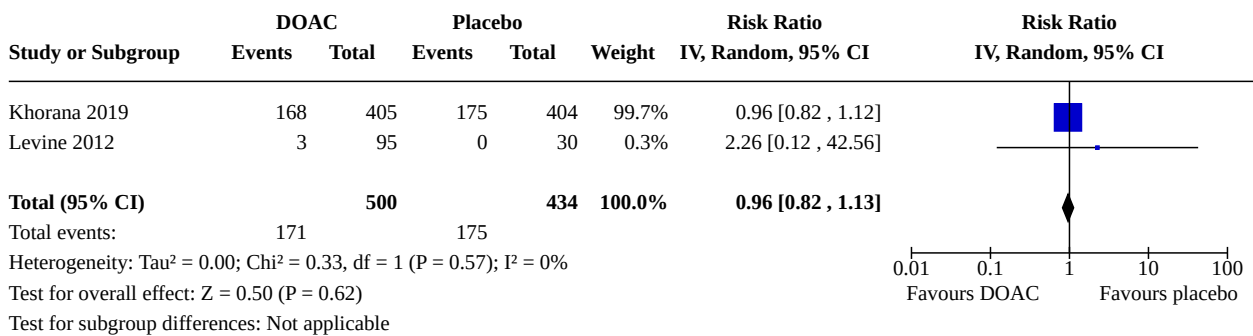 DOAC Placebo Risk Ratio Risk Ratio
Study or Subgroup Events Total Events Total Weight IV, Random, 95% CI IV, Random, 95% CI
Khorana 2019 168 405 175 404 99.7% 0.96 [0.82 , 1.12]
Levine 2012 3 95 0 30 0.3% 2.26 [0.12 , 42.56]
Total (95% CI) 500 434 100.0% 0.96 [0.82 , 1.13]
Total events: 171 175
Heterogeneity: Tau² = 0.00; Chi² = 0.33, df = 1 (P = 0.57); I² = 0%
0.01 0.1 1 10 100
Test for overall effect: Z = 0.50 (P = 0.62)
Favours DOAC Favours placebo
Test for subgroup differences: Not applicable